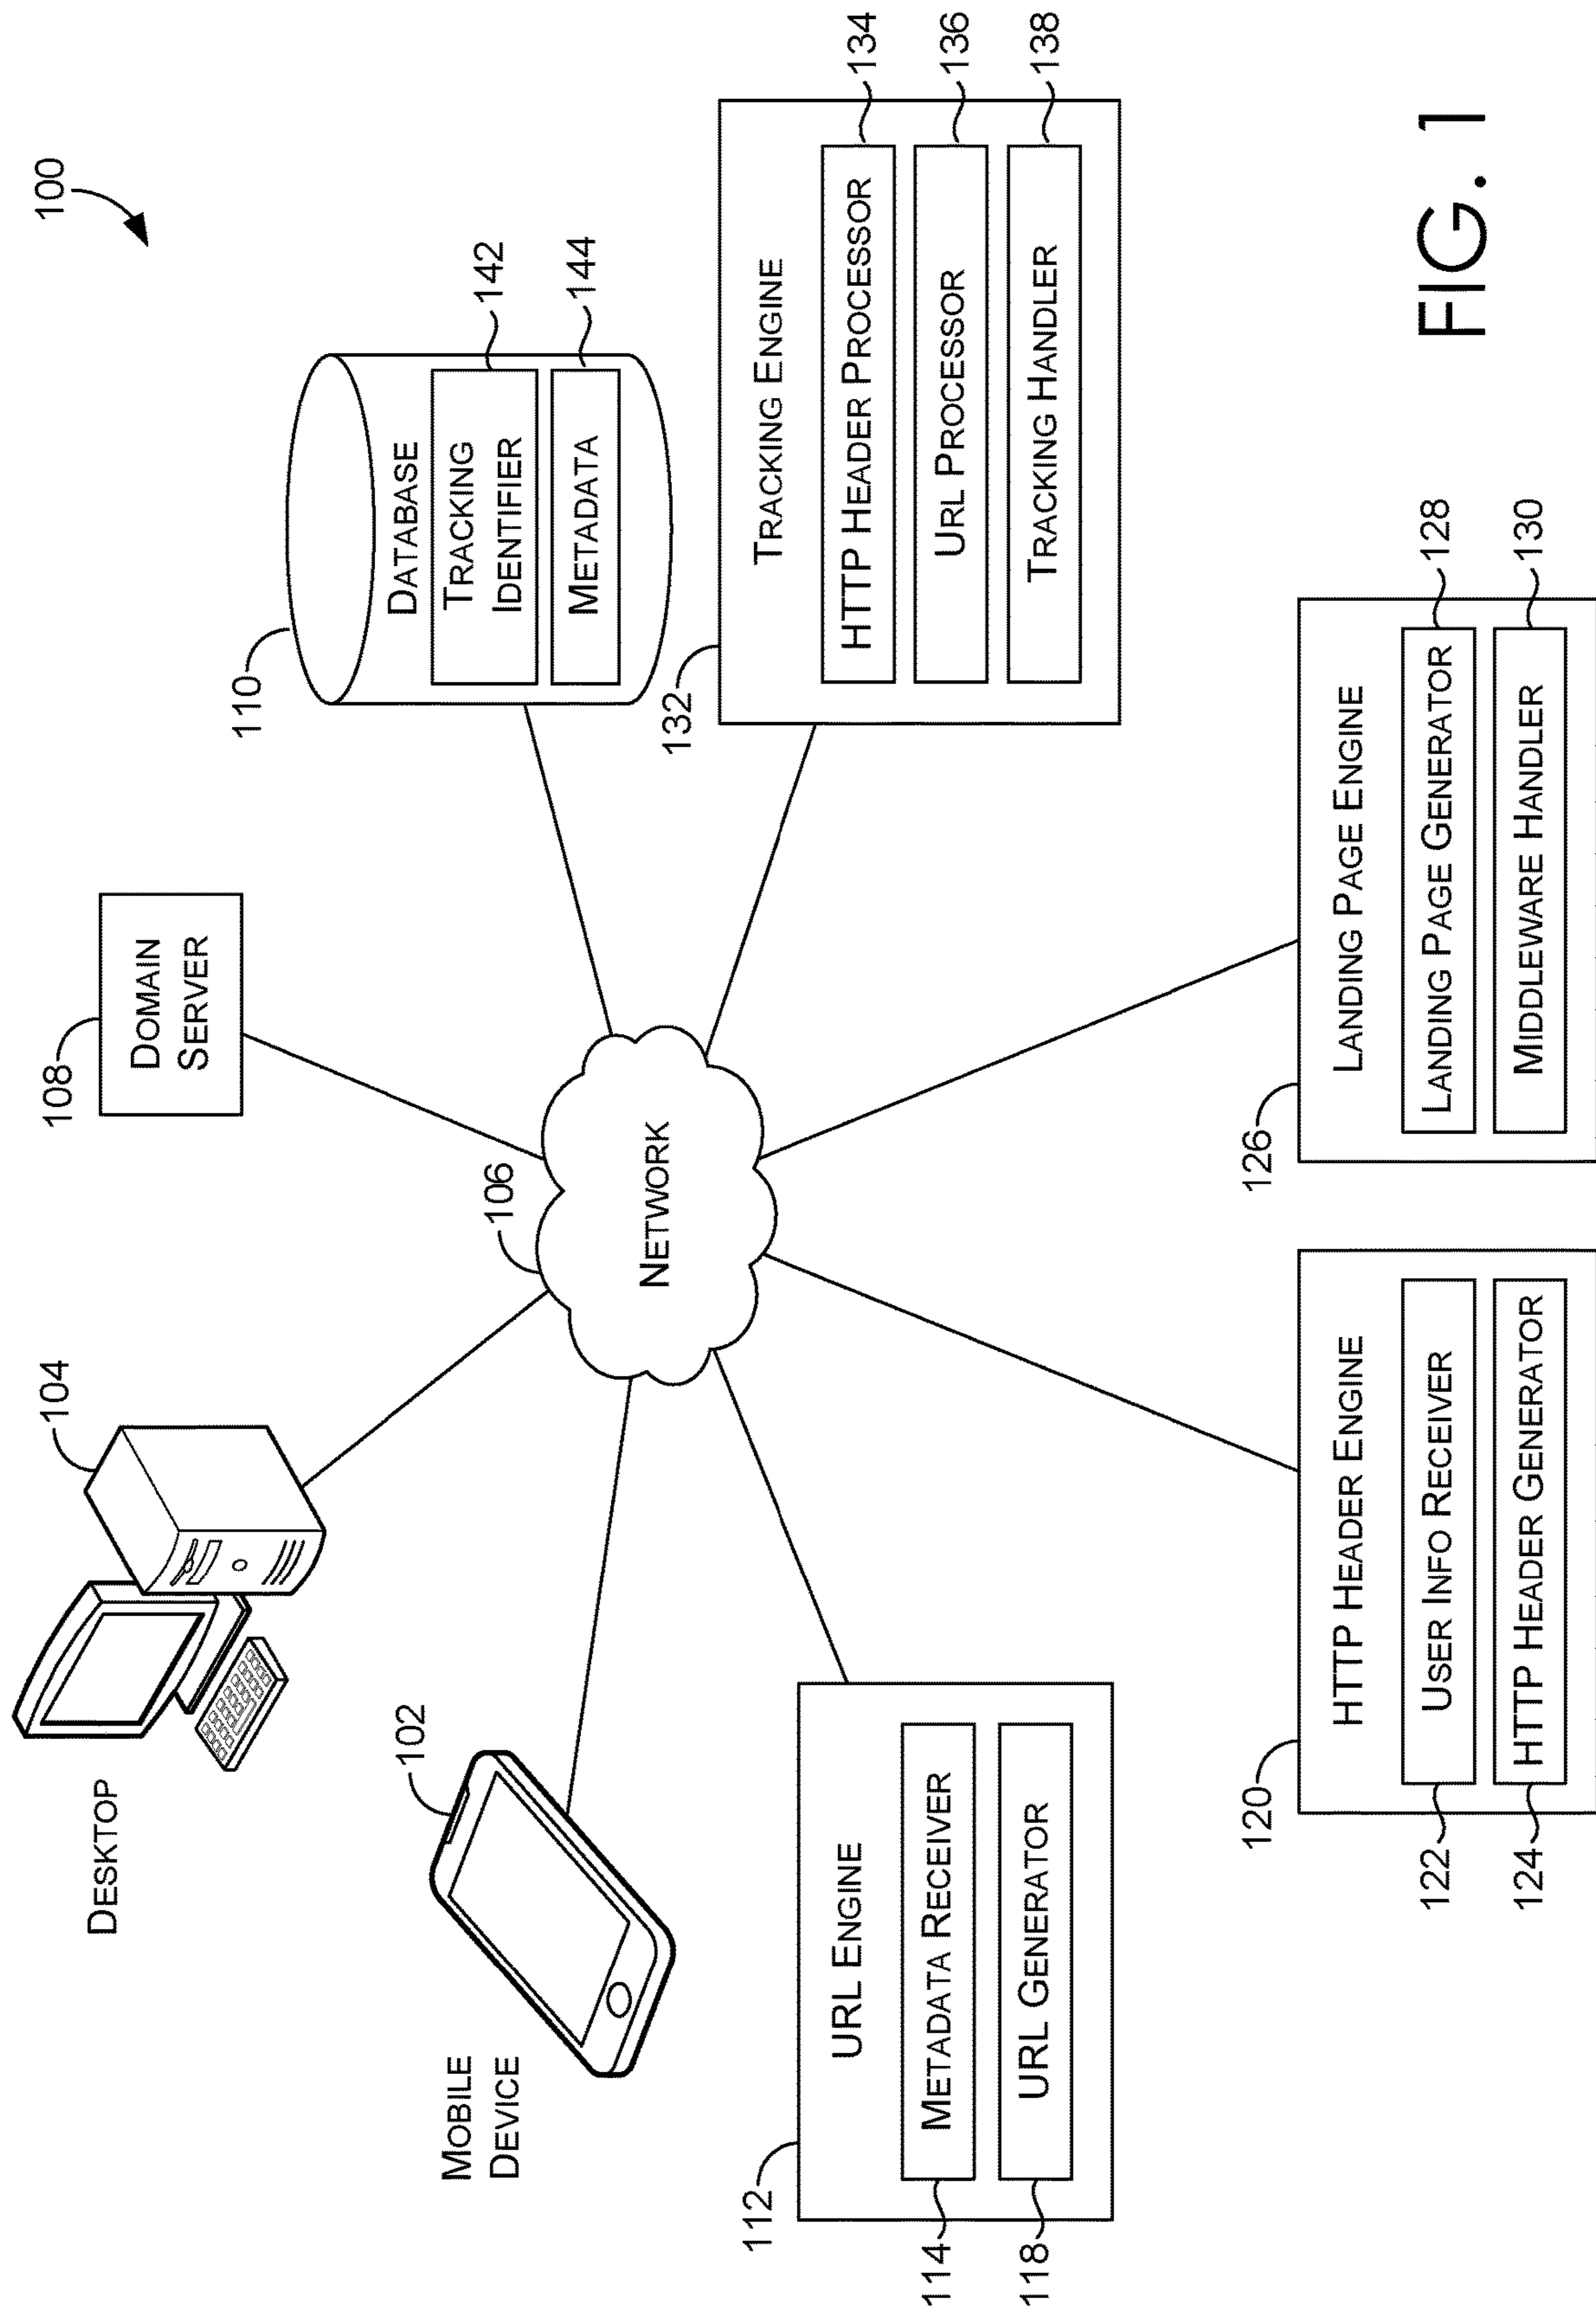 100
DESKTOP
104
108
DOMAIN
SERVER
110
DATABASE
TRACKING
IDENTIFIER
142
METADATA
144
MOBILE
DEVICE
102
106
NETWORK
112
URL ENGINE
114
METADATA RECEIVER
118
URL GENERATOR
132
TRACKING ENGINE
HTTP HEADER PROCESSOR
134
URL PROCESSOR
136
TRACKING HANDLER
138
120
HTTP HEADER ENGINE
122
USER INFO RECEIVER
124
HTTP HEADER GENERATOR
126
LANDING PAGE ENGINE
LANDING PAGE GENERATOR
128
MIDDLEWARE HANDLER
130
FIG. 1